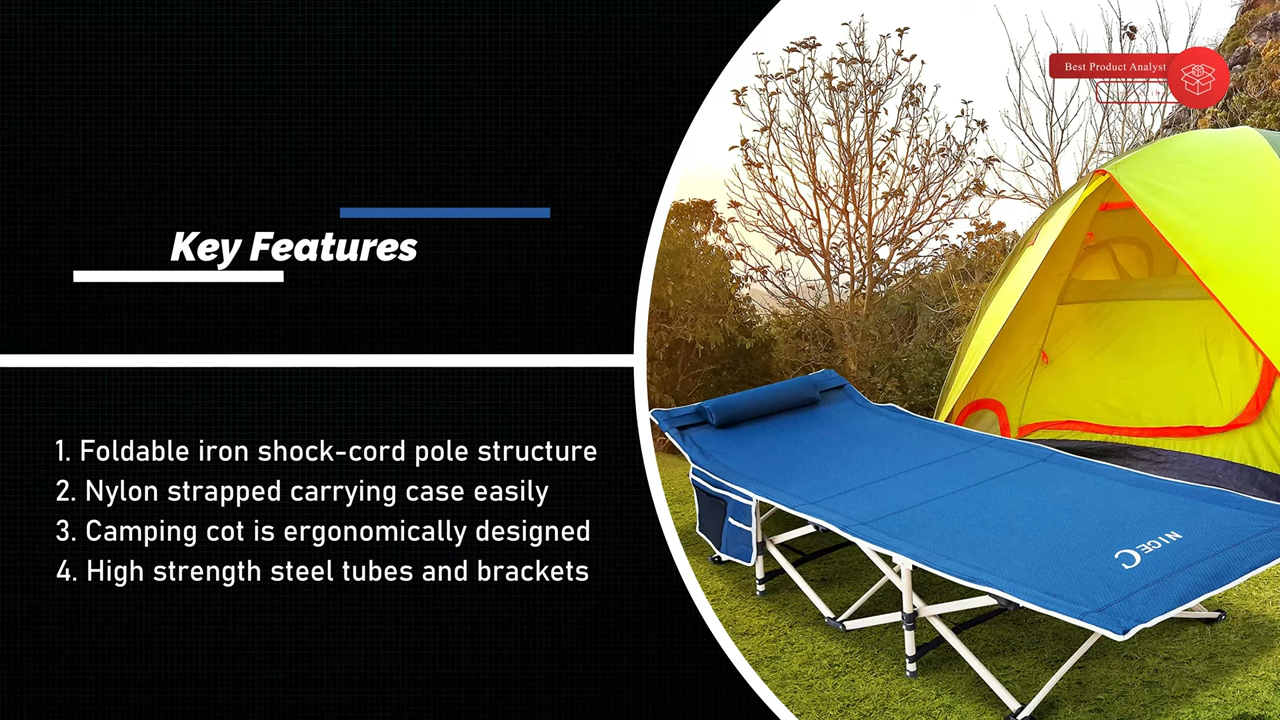 Best Product Analyst
Key Features
1. Foldable iron shock-cord pole structure
2. Nylon strapped carrying case easily
3. Camping cot is ergonomically designed
4. High strength steel tubes and brackets
NICE C